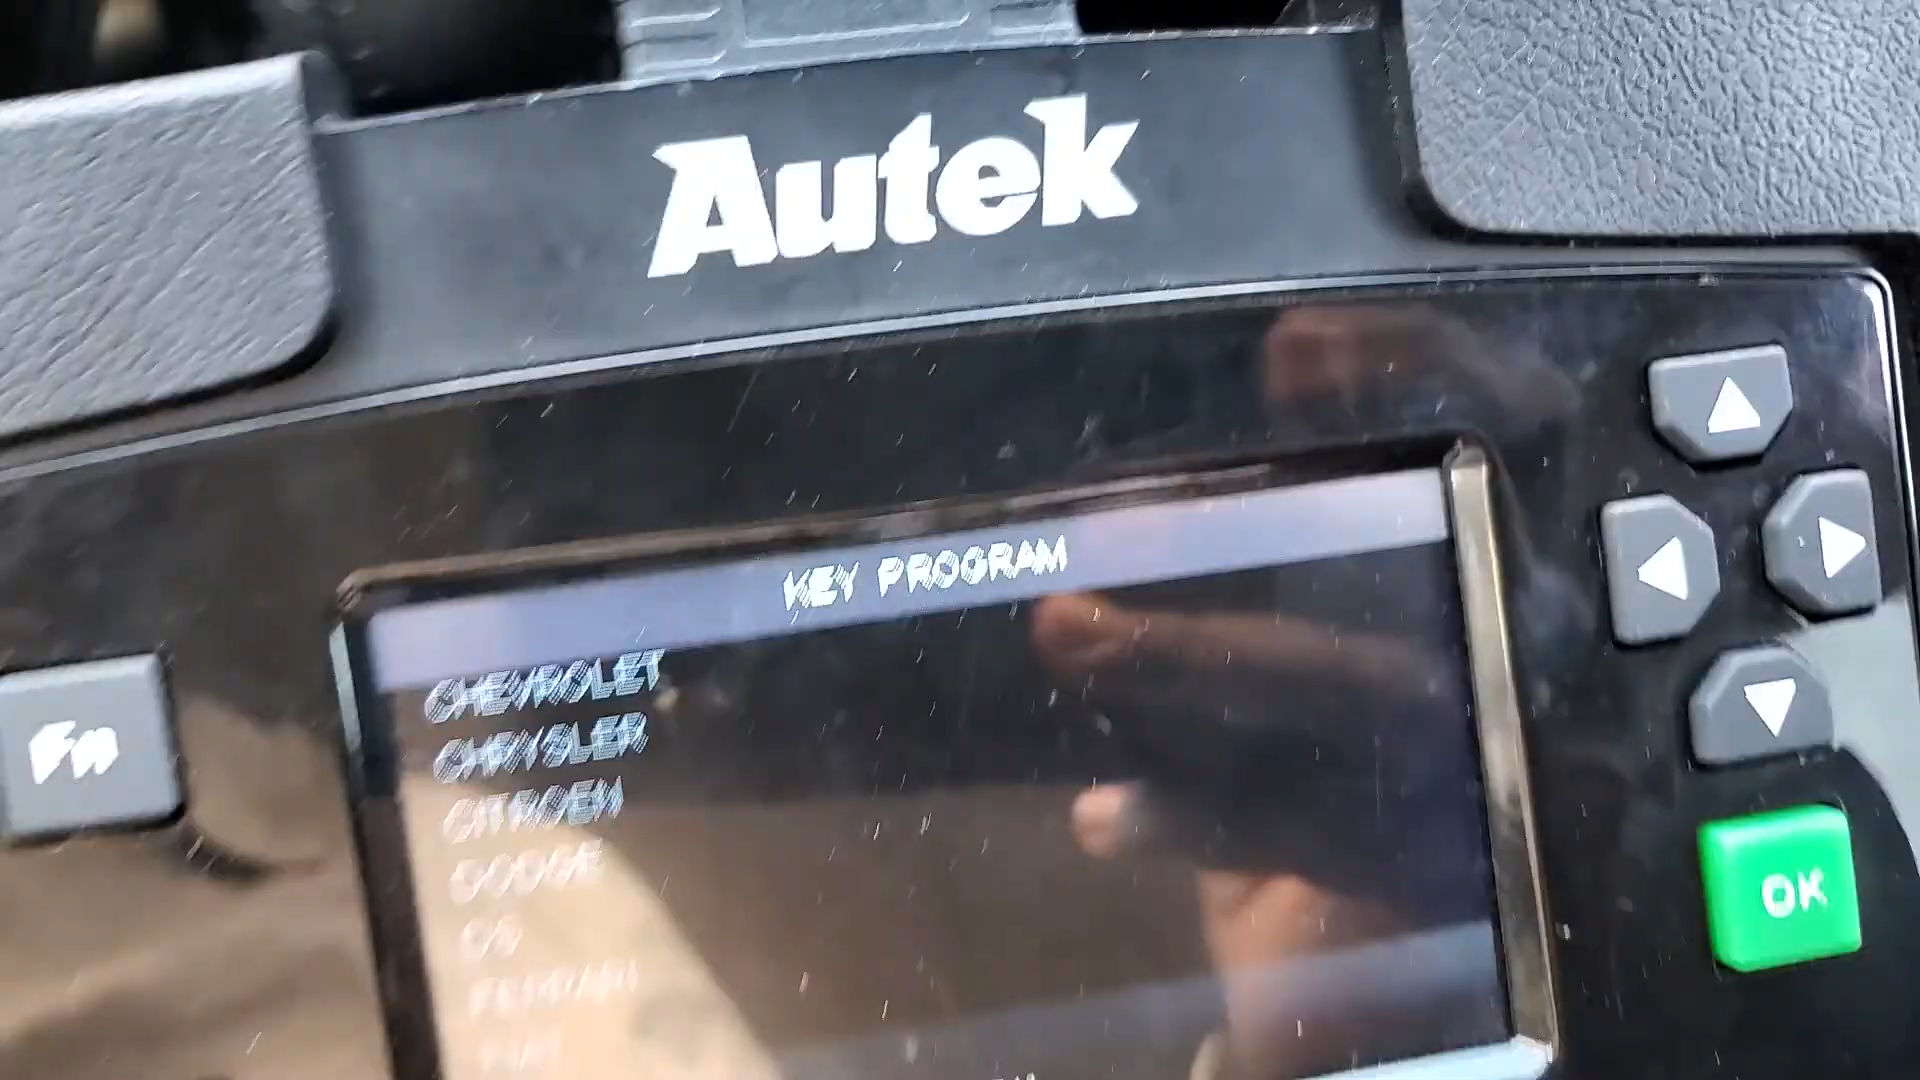 Autek
KEY PROGRAM
CHEVROLET
CHRYSLER
CITROEN
DODGE
Fn
OK